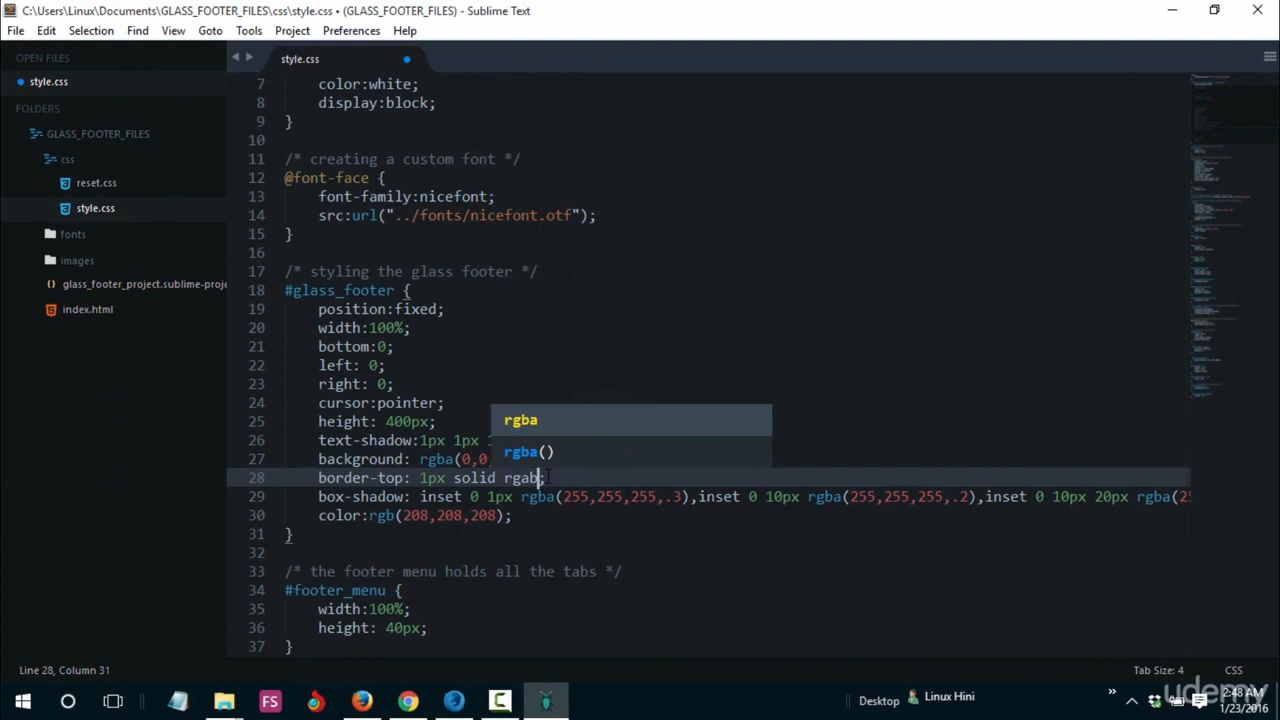 C:\Users\Linux\Documents\GLASS_FOOTER_FILES\css\style.css • (GLASS_FOOTER_FILES) - Sublime Text
File Edit Selection Find View Goto Tools Project Preferences Help
OPEN FILES
style.css
FOLDERS
GLASS_FOOTER_FILES
css
reset.css
style.css
fonts
images
glass_footer_project.sublime-proje
index.html
style.css
7 color:white;
8 display:block;
9 }
10
11 /* creating a custom font */
12 @font-face {
13 font-family:nicefont;
14 src:url("../fonts/nicefont.otf");
15 }
16
17 /* styling the glass footer */
18 #glass_footer {
19 position:fixed;
20 width:100%;
21 bottom:0;
22 left: 0;
23 right: 0;
24 cursor:pointer;
25 height: 400px;
26 text-shadow:1px 1px 1
27 background: rgba(0,0
28 border-top: 1px solid rgab;
29 box-shadow: inset 0 1px rgba(255,255,255,.3),inset 0 10px rgba(255,255,255,.2),inset 0 10px 20px rgba(25
30 color:rgb(208,208,208);
31 }
32
33 /* the footer menu holds all the tabs */
34 #footer_menu {
35 width:100%;
36 height: 40px;
37 }
rgba
rgba()
Line 28, Column 31
Tab Size: 4
CSS
FS
Desktop
Linux Hini
2:48 AM
1/23/2016
udemy